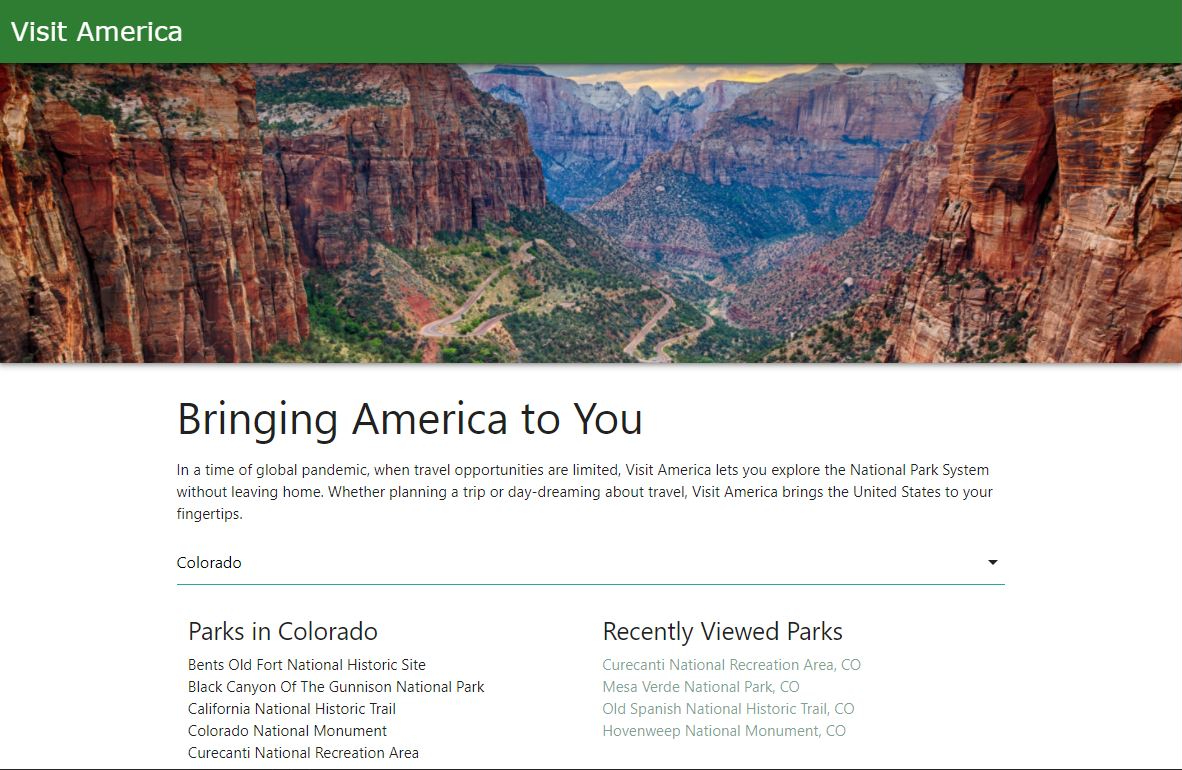 Visit America
Bringing America to You
In a time of global pandemic, when travel opportunities are limited, Visit America lets you explore the National Park System
without leaving home. Whether planning a trip or day-dreaming about travel, Visit America brings the United States to your
fingertips.
Colorado
Parks in Colorado
Bents Old Fort National Historic Site
Black Canyon Of The Gunnison National Park
California National Historic Trail
Colorado National Monument
Curecanti National Recreation Area
Recently Viewed Parks
Curecanti National Recreation Area, CO
Mesa Verde National Park, CO
Old Spanish National Historic Trail, CO
Hovenweep National Monument, CO